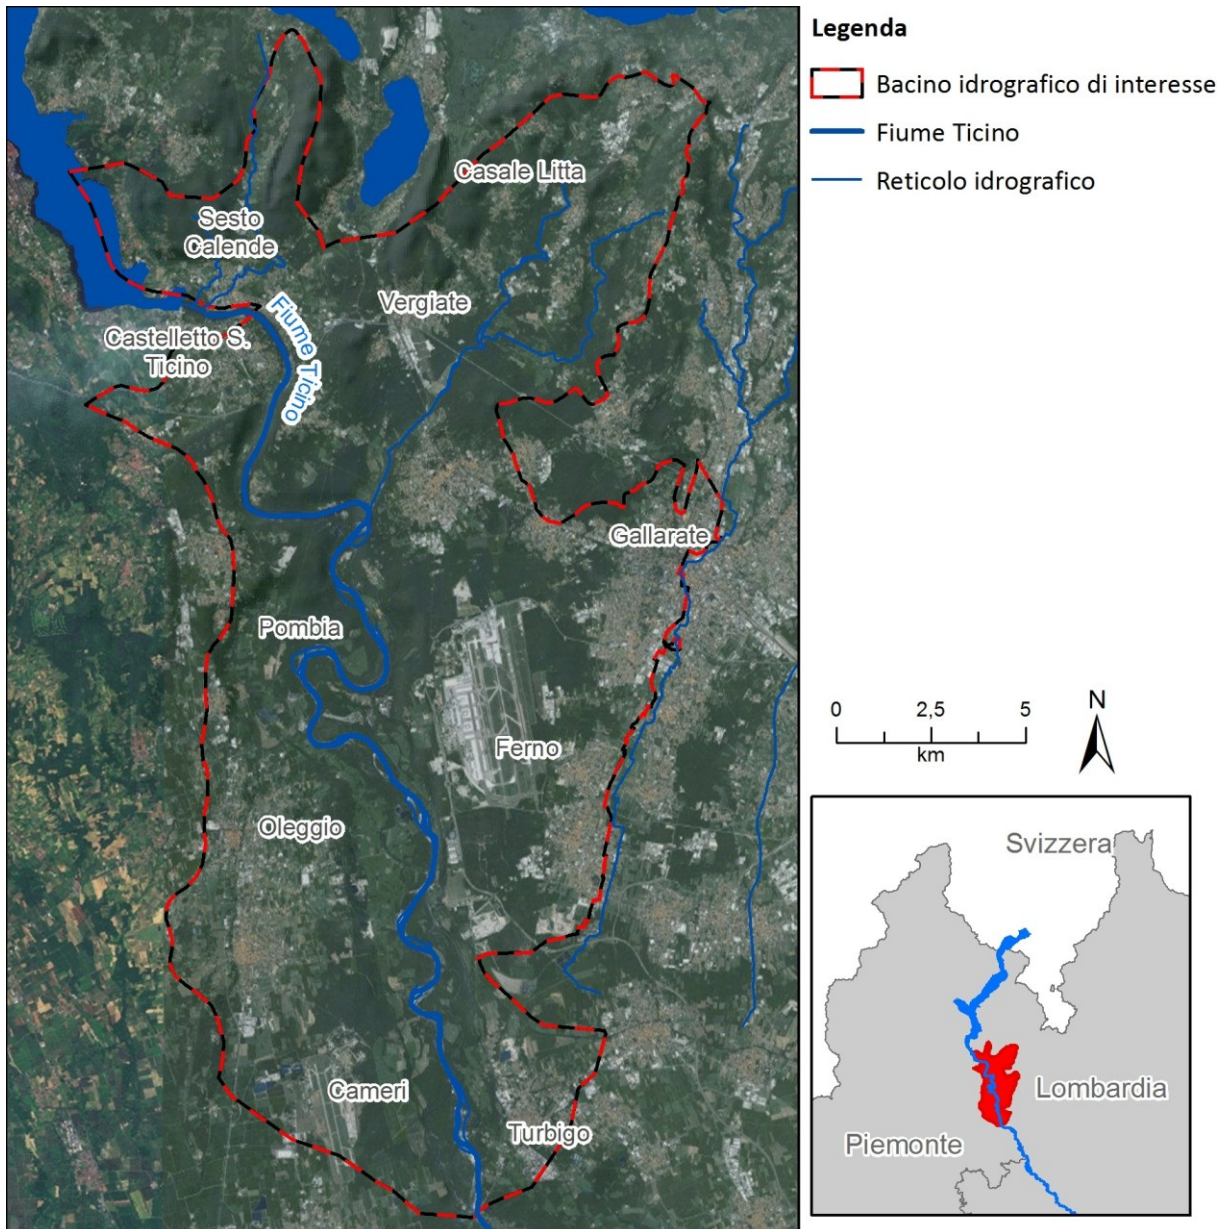 Legenda
Bacino idrografico di interesse
Fiume Ticino
Reticolo idrografico
Casale Litta
Sesto
Calende
Vergiate
Fiume Ticino
Castelletto S.
Ticino
Gallarate
Pombia
Ferno
Oleggio
Cameri
Turbigo
0 2,5 5
km
N
Svizzera
Lombardia
Piemonte